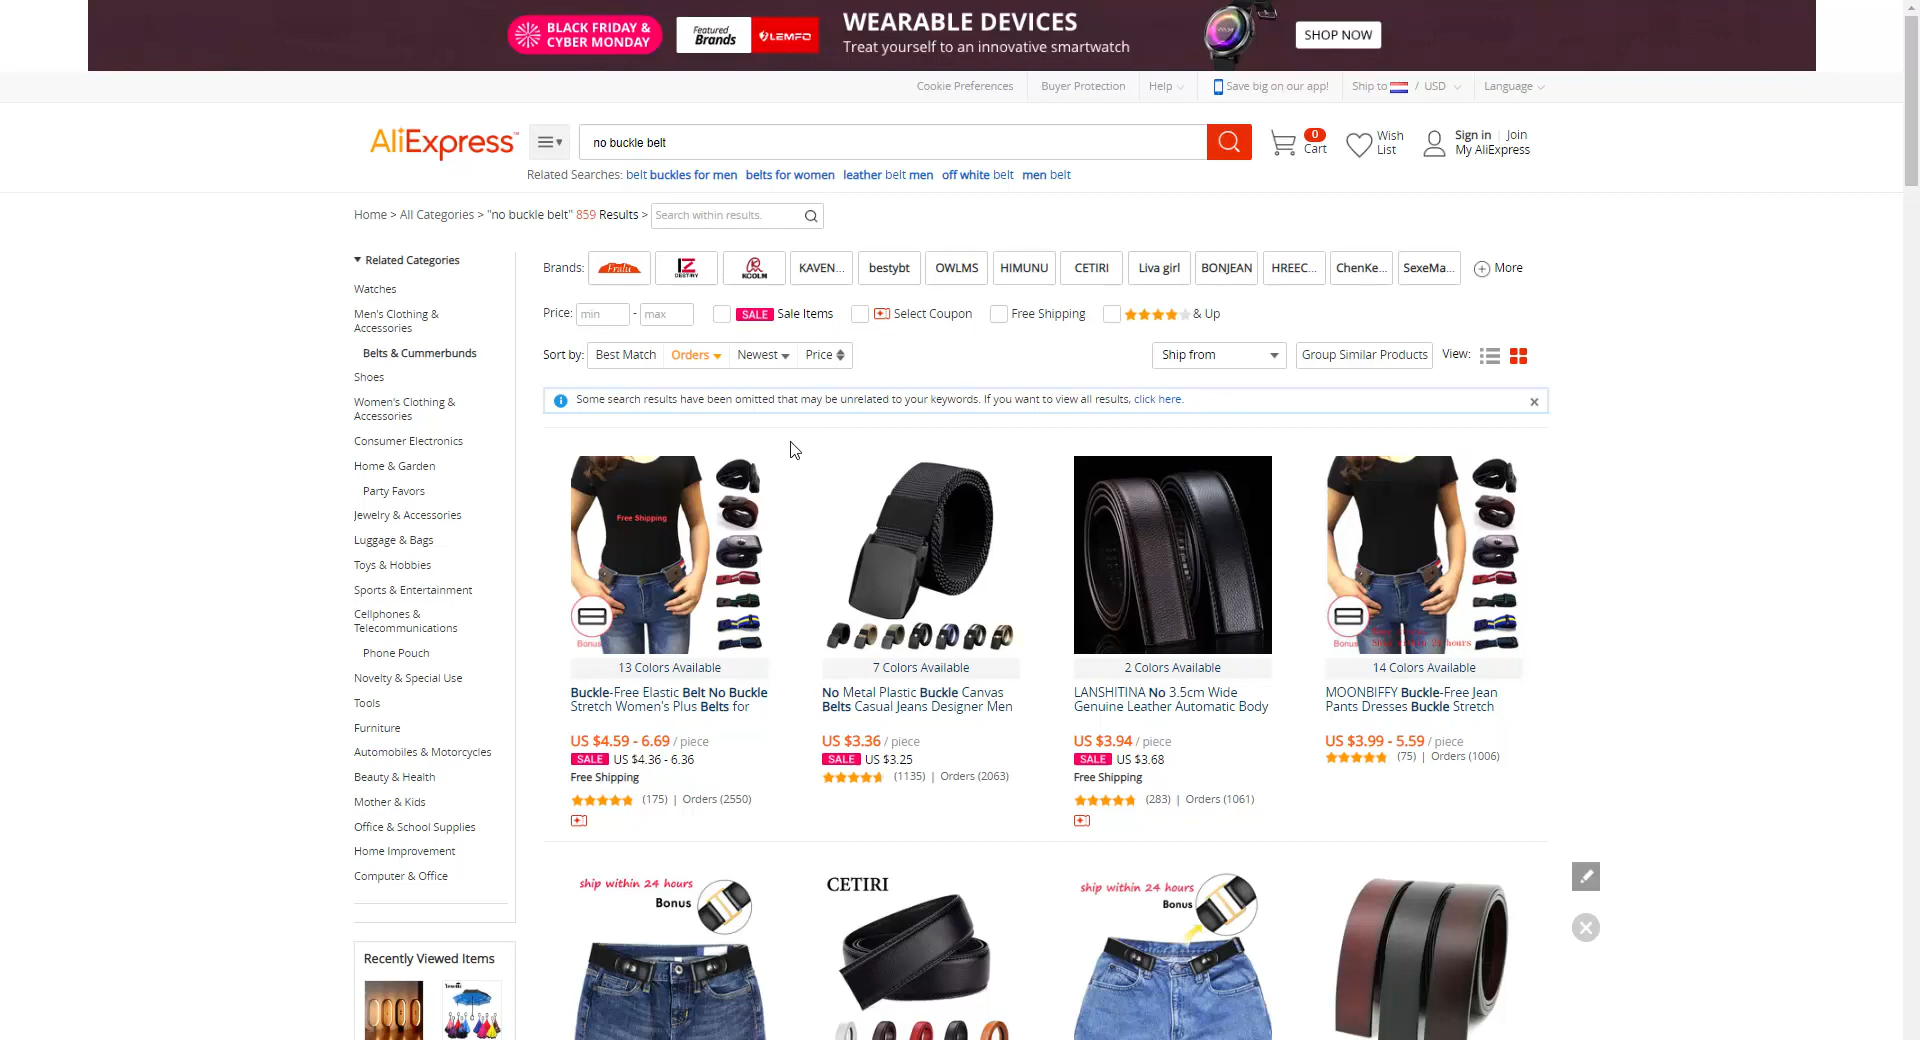 BLACK FRIDAY &
CYBER MONDAY
Featured
Brands
LEMFO
WEARABLE DEVICES
Treat yourself to an innovative smartwatch
SHOP NOW
Cookie Preferences
Buyer Protection
Help
Save big on our app!
Ship to / USD
Language
AliExpress™
no buckle belt
0
Cart
Wish
List
Sign in | Join
My AliExpress
Related Searches: belt buckles for men belts for women leather belt men off white belt men belt
Home > All Categories > "no buckle belt" 859 Results >
Search within results.
Related Categories
Watches
Men's Clothing &
Accessories
Belts & Cummerbunds
Shoes
Women's Clothing &
Accessories
Consumer Electronics
Home & Garden
Party Favors
Jewelry & Accessories
Luggage & Bags
Toys & Hobbies
Sports & Entertainment
Cellphones &
Telecommunications
Phone Pouch
Novelty & Special Use
Tools
Furniture
Automobiles & Motorcycles
Beauty & Health
Mother & Kids
Office & School Supplies
Home Improvement
Computer & Office
Recently Viewed Items
Brands:
Fralu
IZ DESTINY
KOOLM
KAVEN...
bestybt
OWLMS
HIMUNU
CETIRI
Liva girl
BONJEAN
HREEC...
ChenKe...
SexeMa...
More
Price: min - max
SALE Sale Items
Select Coupon
Free Shipping
& Up
Sort by: Best Match Orders Newest Price
Ship from
Group Similar Products
View:
Some search results have been omitted that may be unrelated to your keywords. If you want to view all results, click here.
Free Shipping
Bonus
13 Colors Available
Buckle-Free Elastic Belt No Buckle
Stretch Women's Plus Belts for
US $4.59 - 6.69 / piece
SALE US $4.36 - 6.36
Free Shipping
(175) | Orders (2550)
7 Colors Available
No Metal Plastic Buckle Canvas
Belts Casual Jeans Designer Men
US $3.36 / piece
SALE US $3.25
(1135) | Orders (2063)
2 Colors Available
LANSHITINA No 3.5cm Wide
Genuine Leather Automatic Body
US $3.94 / piece
SALE US $3.68
Free Shipping
(283) | Orders (1061)
Bonus
14 Colors Available
MOONBIFFY Buckle-Free Jean
Pants Dresses Buckle Stretch
US $3.99 - 5.59 / piece
(75) | Orders (1006)
ship within 24 hours
Bonus
CETIRI
ship within 24 hours
Bonus